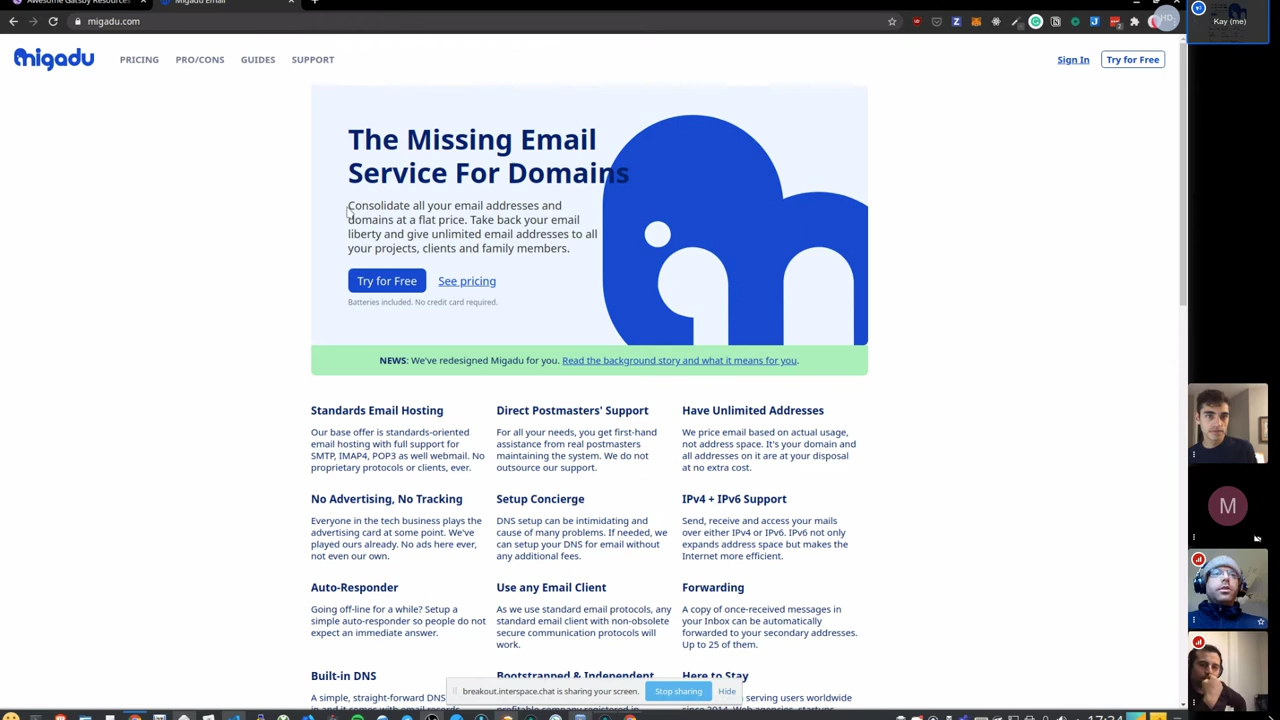 Awesome Gatsby Resources
Migadu Email
migadu.com
HD
Kay (me)
migadu
PRICING
PRO/CONS
GUIDES
SUPPORT
Sign In
Try for Free
The Missing Email
Service For Domains
Consolidate all your email addresses and
domains at a flat price. Take back your email
liberty and give unlimited email addresses to all
your projects, clients and family members.
Try for Free
See pricing
Batteries included. No credit card required.
NEWS: We've redesigned Migadu for you. Read the background story and what it means for you.
Standards Email Hosting
Our base offer is standards-oriented
email hosting with full support for
SMTP, IMAP4, POP3 as well webmail. No
proprietary protocols or clients, ever.
Direct Postmasters' Support
For all your needs, you get first-hand
assistance from real postmasters
maintaining the system. We do not
outsource our support.
Have Unlimited Addresses
We price email based on actual usage,
not address space. It's your domain and
all addresses on it are at your disposal
at no extra cost.
No Advertising, No Tracking
Everyone in the tech business plays the
advertising card at some point. We've
played ours already. No ads here ever,
not even our own.
Setup Concierge
DNS setup can be intimidating and
cause of many problems. If needed, we
can setup your DNS for email without
any additional fees.
IPv4 + IPv6 Support
Send, receive and access your mails
over either IPv4 or IPv6. IPv6 not only
expands address space but makes the
Internet more efficient.
Auto-Responder
Going off-line for a while? Setup a
simple auto-responder so people do not
expect an immediate answer.
Use any Email Client
As we use standard email protocols, any
standard email client with non-obsolete
secure communication protocols will
work.
Forwarding
A copy of once-received messages in
your Inbox can be automatically
forwarded to your secondary addresses.
Up to 25 of them.
Built-in DNS
A simple, straight-forward DNS
Bootstrapped & Independent
Here to Stay
serving users worldwide
M
breakout.interspace.chat is sharing your screen.
Stop sharing
Hide